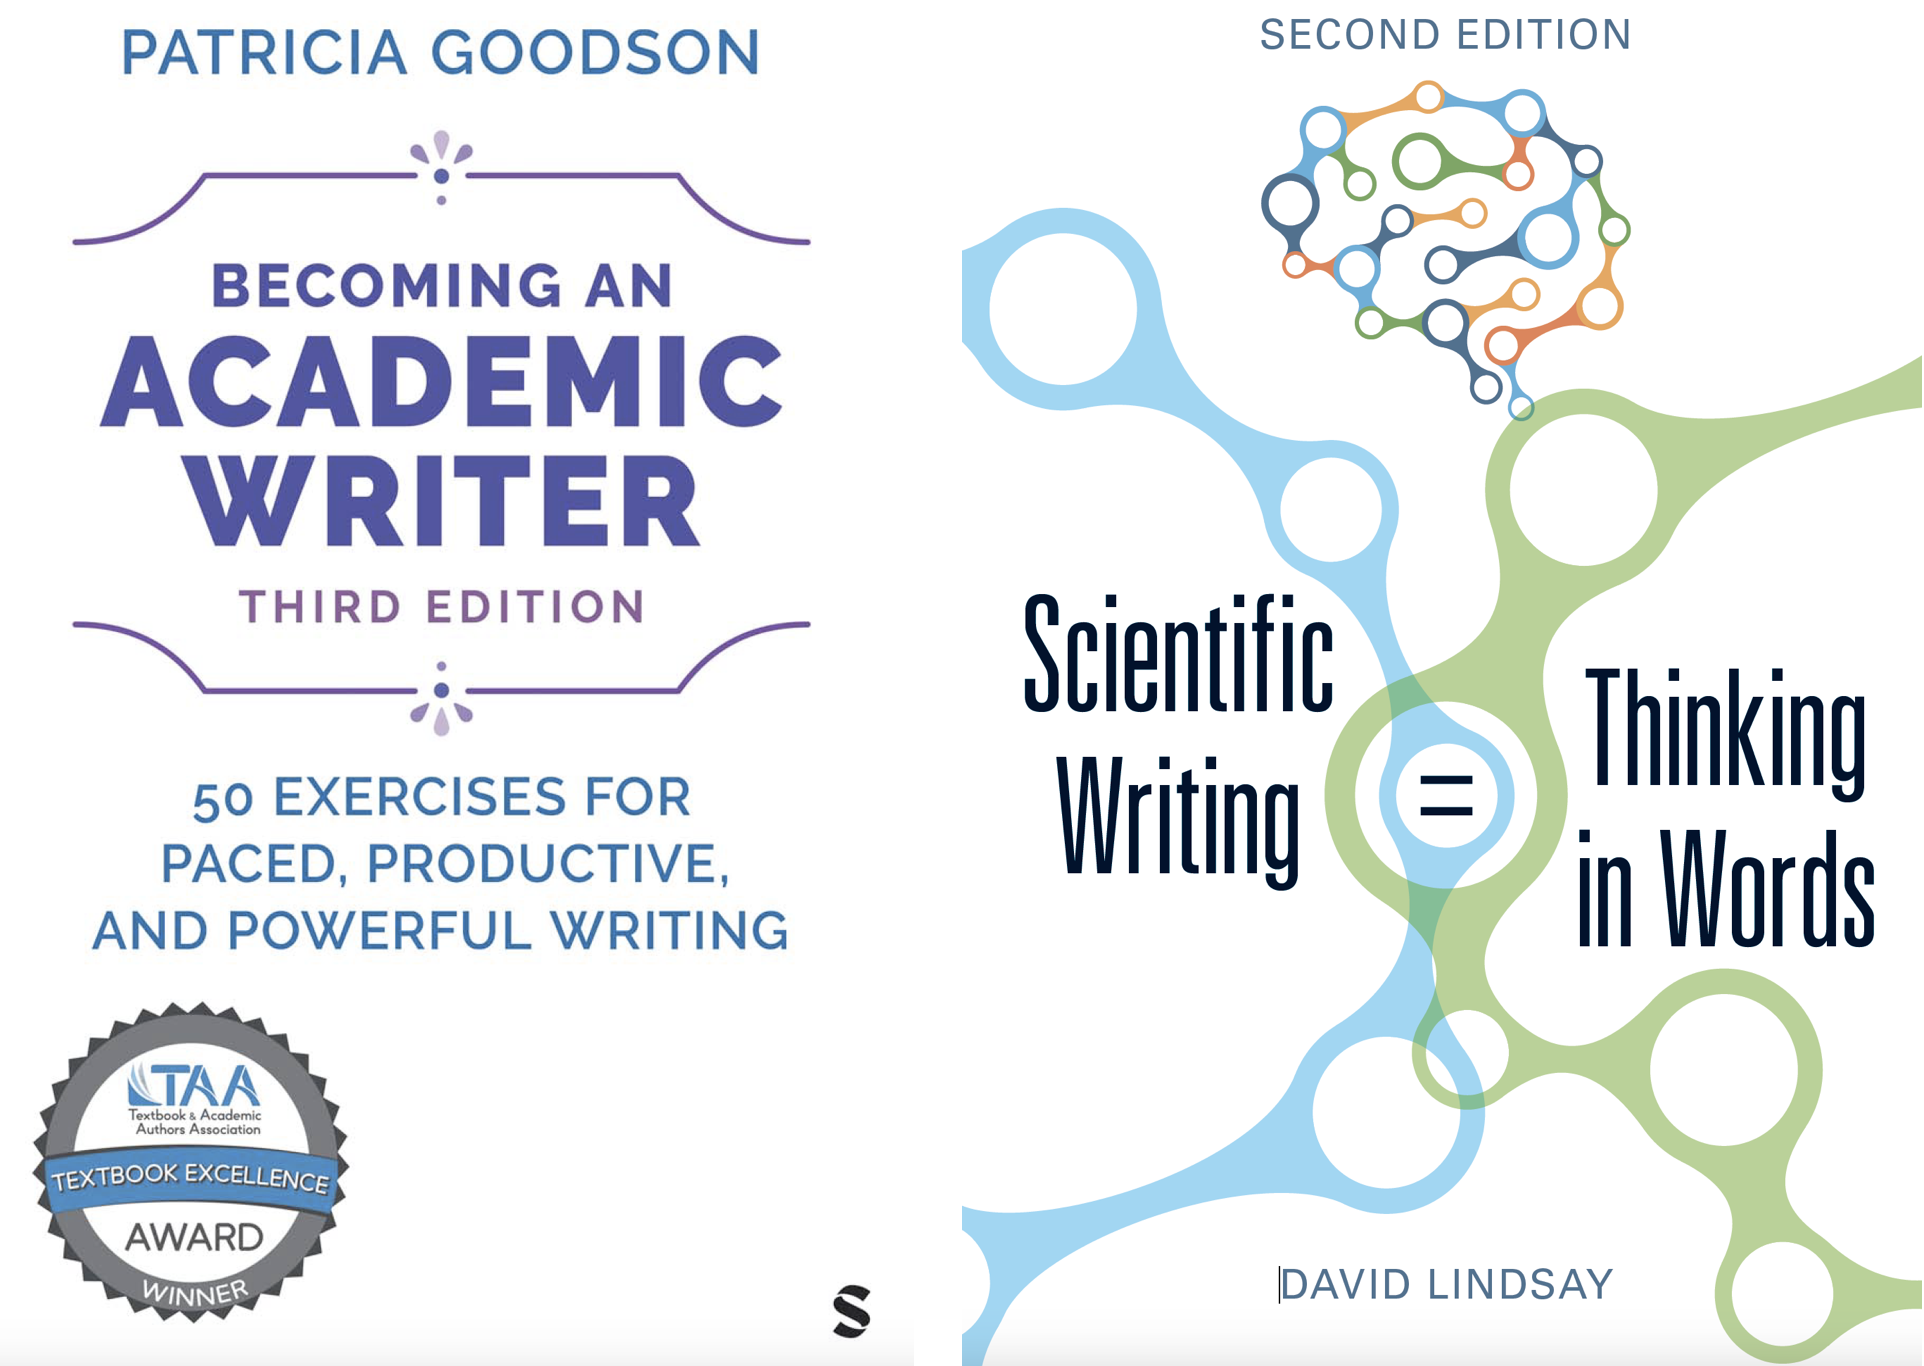 PATRICIA GOODSON
BECOMING AN
ACADEMIC
WRITER
THIRD EDITION
50 EXERCISES FOR
PACED, PRODUCTIVE,
AND POWERFUL WRITING
TAA
Textbook & Academic
Authors Association
TEXTBOOK EXCELLENCE
AWARD
WINNER
S
SECOND EDITION
Scientific
Writing
=
Thinking
in Words
DAVID LINDSAY